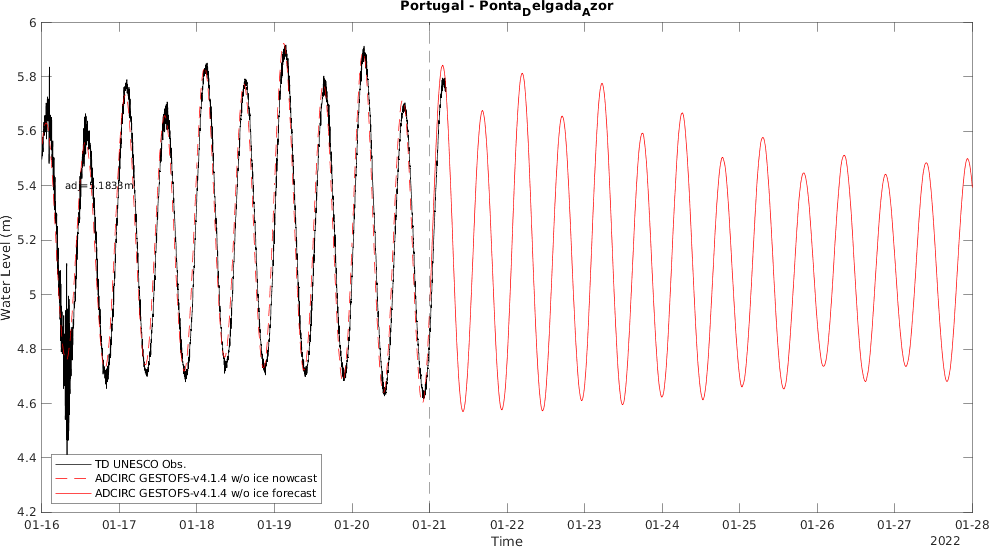 Portugal - PontaDelgadaAzor
6
5.8
5.6
5.4
5.2
5
4.8
4.6
4.4
4.2
Water Level (m)
adj=5.1833m
TD UNESCO Obs.
ADCIRC GESTOFS-v4.1.4 w/o ice nowcast
ADCIRC GESTOFS-v4.1.4 w/o ice forecast
01-16 01-17 01-18 01-19 01-20 01-21 01-22 01-23 01-24 01-25 01-26 01-27 01-28
Time
2022